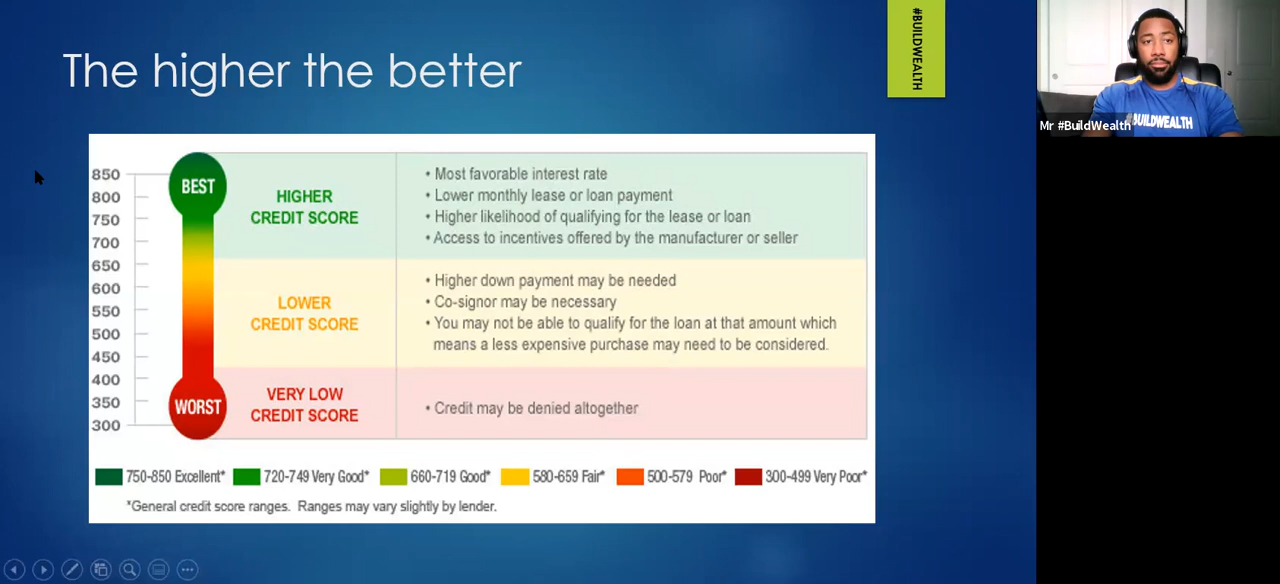 The higher the better
#BUILDWEALTH
Mr #BuildWealth
#BUILDWEALTH
850
800
750
700
650
600
550
500
450
400
350
300
BEST
WORST
HIGHER
CREDIT SCORE
• Most favorable interest rate
• Lower monthly lease or loan payment
• Higher likelihood of qualifying for the lease or loan
• Access to incentives offered by the manufacturer or seller
LOWER
CREDIT SCORE
• Higher down payment may be needed
• Co-signor may be necessary
• You may not be able to qualify for the loan at that amount which
means a less expensive purchase may need to be considered.
VERY LOW
CREDIT SCORE
• Credit may be denied altogether
750-850 Excellent* 720-749 Very Good* 660-719 Good* 580-659 Fair* 500-579 Poor* 300-499 Very Poor*
*General credit score ranges. Ranges may vary slightly by lender.